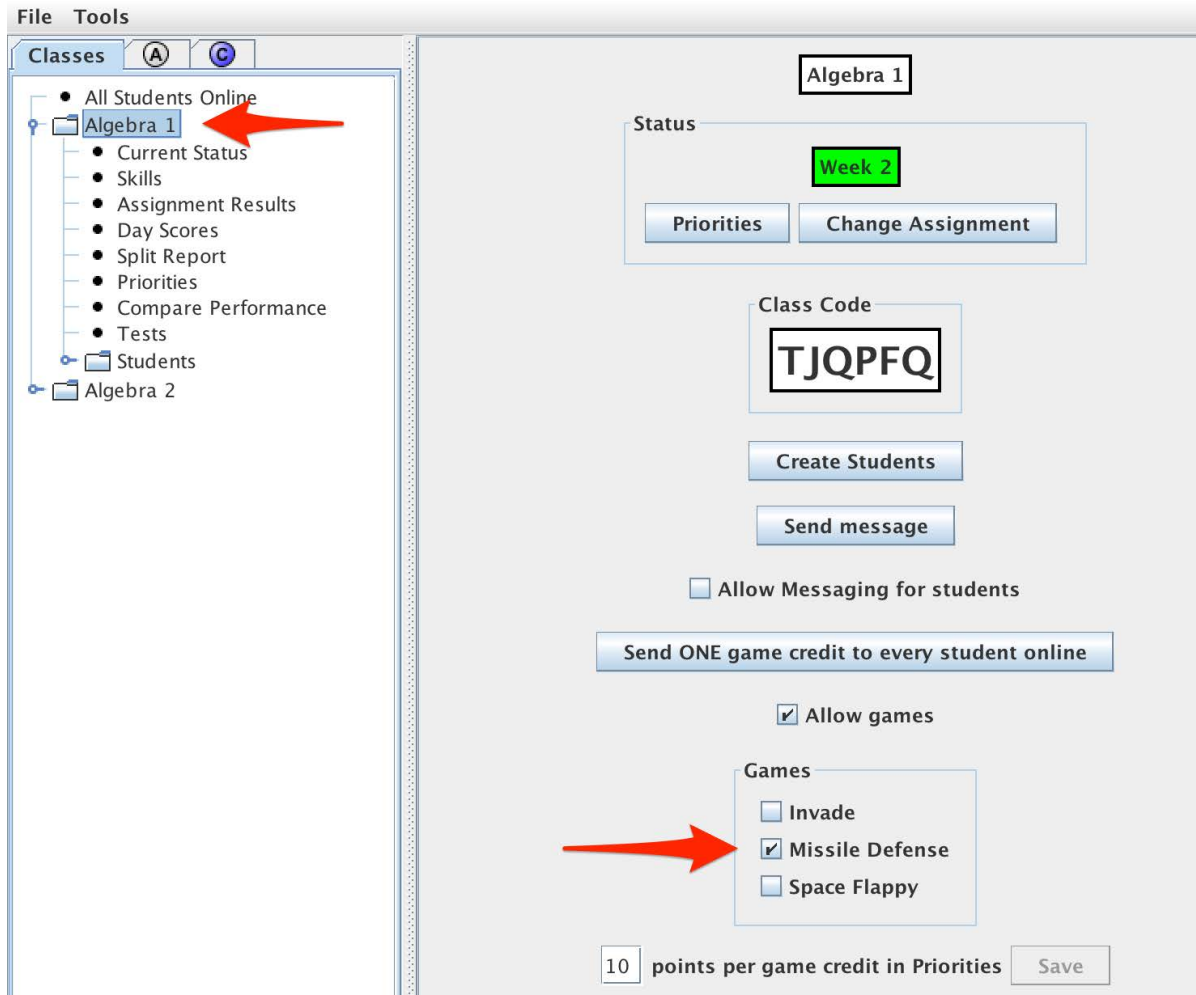 File Tools
Classes A C
All Students Online
Algebra 1
Current Status
Skills
Assignment Results
Day Scores
Split Report
Priorities
Compare Performance
Tests
Students
Algebra 2
Algebra 1
Status
Week 2
Priorities Change Assignment
Class Code
TJQPFQ
Create Students
Send message
Allow Messaging for students
Send ONE game credit to every student online
Allow games
Games
Invade
Missile Defense
Space Flappy
10 points per game credit in Priorities Save